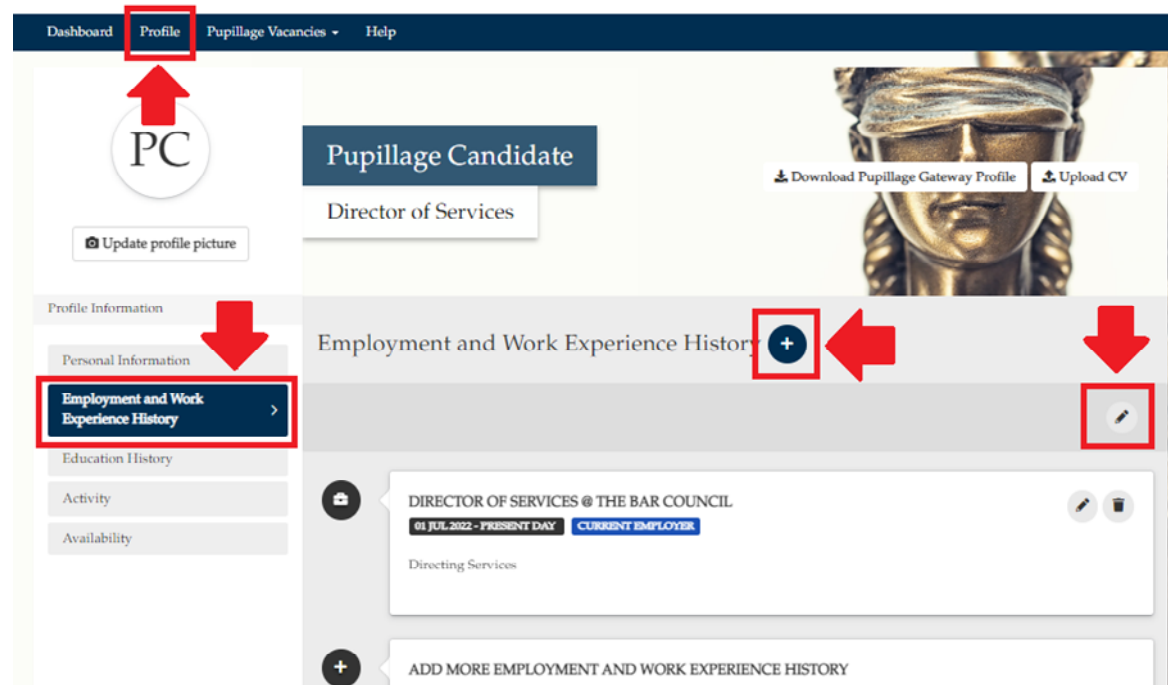 Dashboard Profile Pupillage Vacancies Help
PC
Pupillage Candidate
Director of Services
Download Pupillage Gateway Profile Upload CV
Update profile picture
Profile Information
Personal Information
Employment and Work
Experience History
Education History
Activity
Availability
Employment and Work Experience History
DIRECTOR OF SERVICES @ THE BAR COUNCIL
01 JUL 2022 - PRESENT DAY CURRENT EMPLOYER
Directing Services
ADD MORE EMPLOYMENT AND WORK EXPERIENCE HISTORY